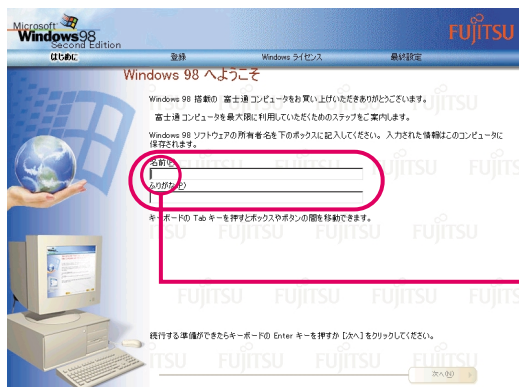 Microsoft
Windows98
Second Edition
FUJITSU
はじめに 登録 Windows ライセンス 最終設定
Windows 98 へようこそ
Windows 98 搭載の 富士通 コンピュータをお買い上げいただきありがとうございます。
富士通 コンピュータを最大限に利用していただくためのステップをご案内します。
Windows 98 ソフトウェアの所有者名を下のボックスに記入してください。 入力された情報はこのコンピュータに
保存されます。
名前(N)
ふりがな(P)
キーボードの Tab キーを押すとボックスやボタンの間を移動できます。
続行する準備ができたらキーボードの Enter キーを押すか [次へ] をクリックしてください。
次へ(N)